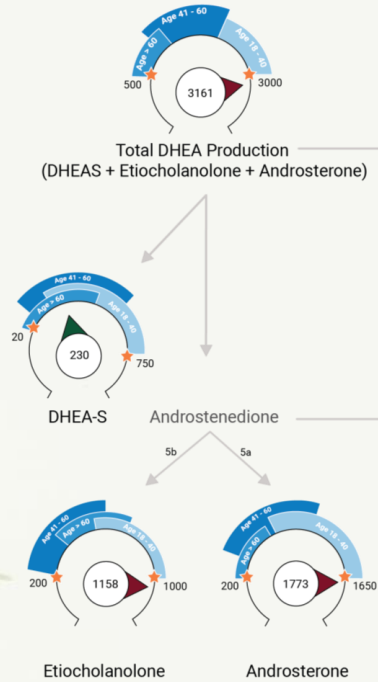 Age > 60
Age 41 - 60
Age 18 - 40
500
3161
3000
Total DHEA Production
(DHEAS + Etiocholanolone + Androsterone)
Age 41 - 60
Age > 60
Age 18 - 40
20
230
750
DHEA-S
Androstenedione
5b
5a
Age 41 - 60
Age > 60
Age 18 - 40
200
1158
1000
Age 41 - 60
Age > 60
Age 18 - 40
200
1773
1650
Etiocholanolone
Androsterone